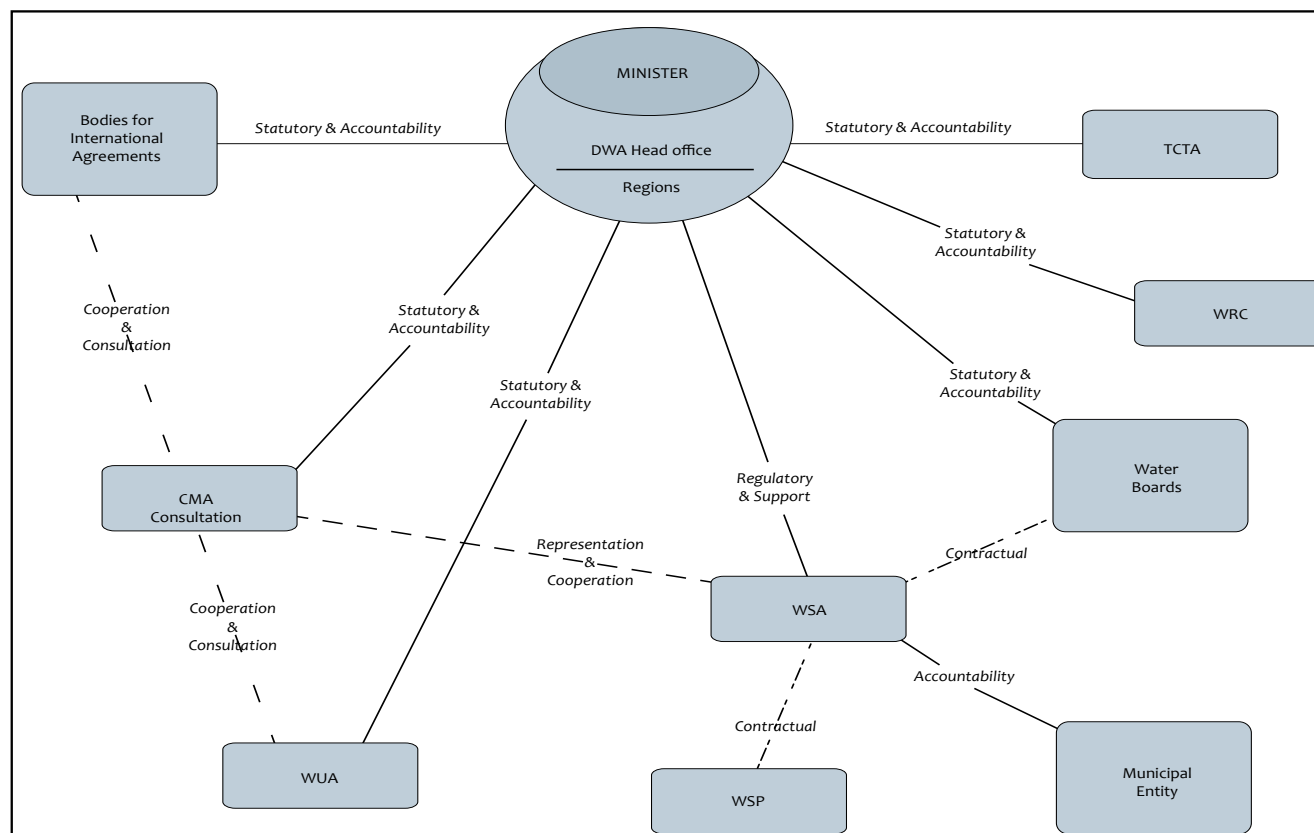 MINISTER
DWA Head office
Regions
Bodies for
International
Agreements
Statutory & Accountability
Statutory & Accountability
TCTA
Statutory &
Accountability
WRC
Cooperation
&
Consultation
Statutory &
Accountability
Statutory &
Accountability
Statutory &
Accountability
Water
Boards
Regulatory
& Support
CMA
Consultation
Representation
&
Cooperation
Contractual
WSA
Cooperation
&
Consultation
Accountability
Contractual
WUA
WSP
Municipal
Entity